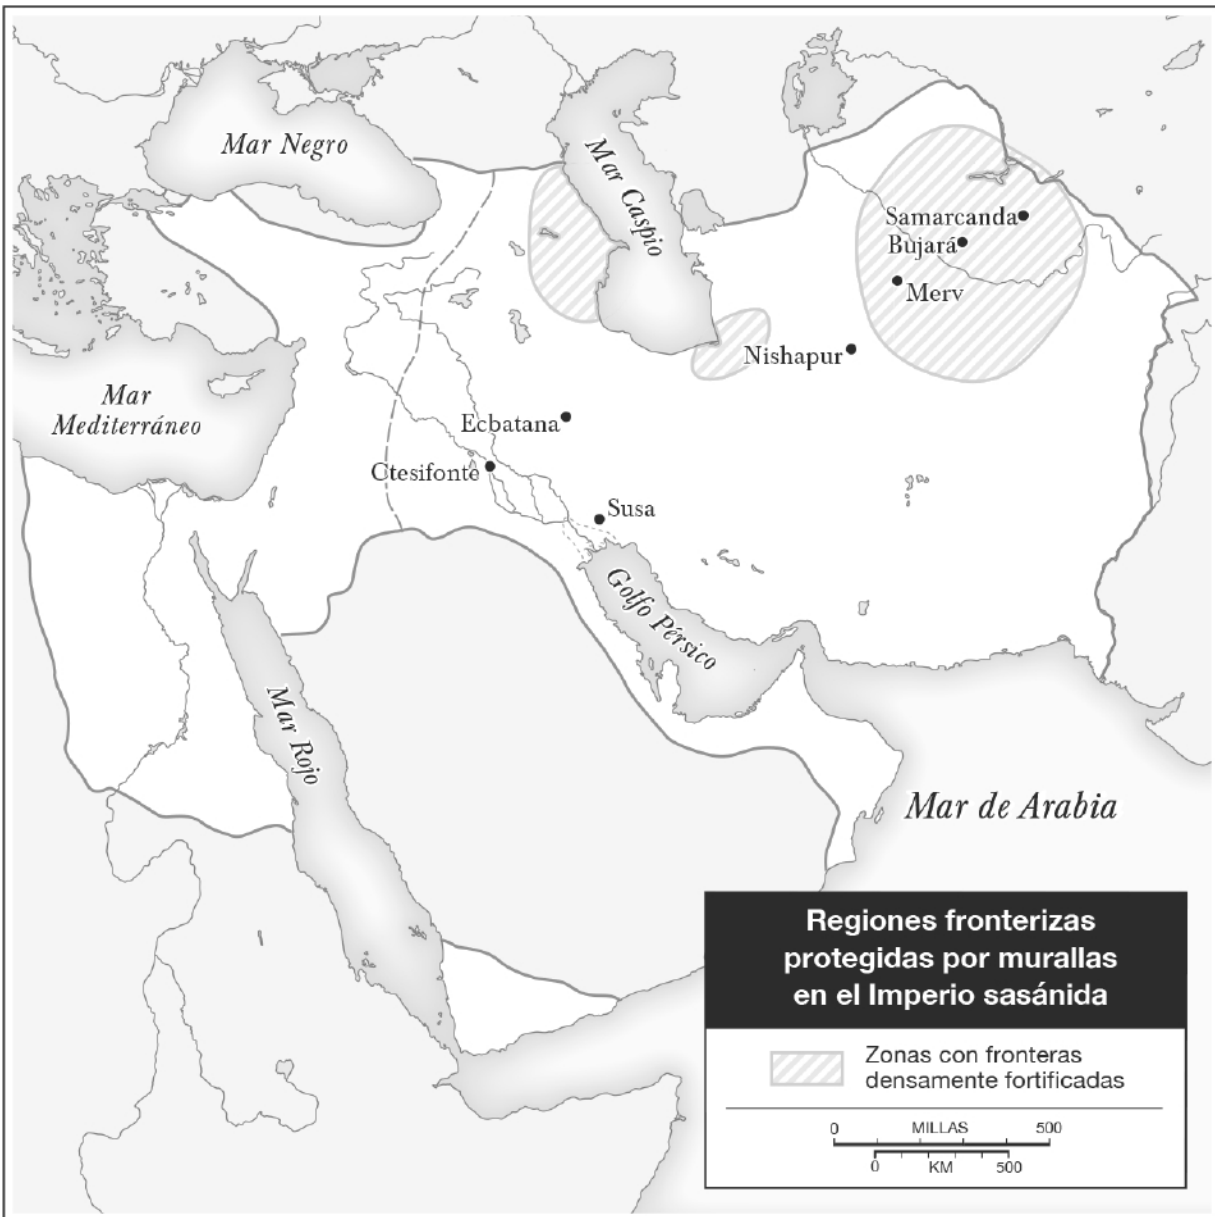 Mar Negro
Mar Caspio
Samarcanda
Bujará
Merv
Nishapur
Mar
Mediterráneo
Ecbatana
Ctesifonte
Susa
Golfo Pérsico
Mar Rojo
Mar de Arabia
Regiones fronterizas
protegidas por murallas
en el Imperio sasánida
Zonas con fronteras
densamente fortificadas
0 MILLAS 500
0 KM 500